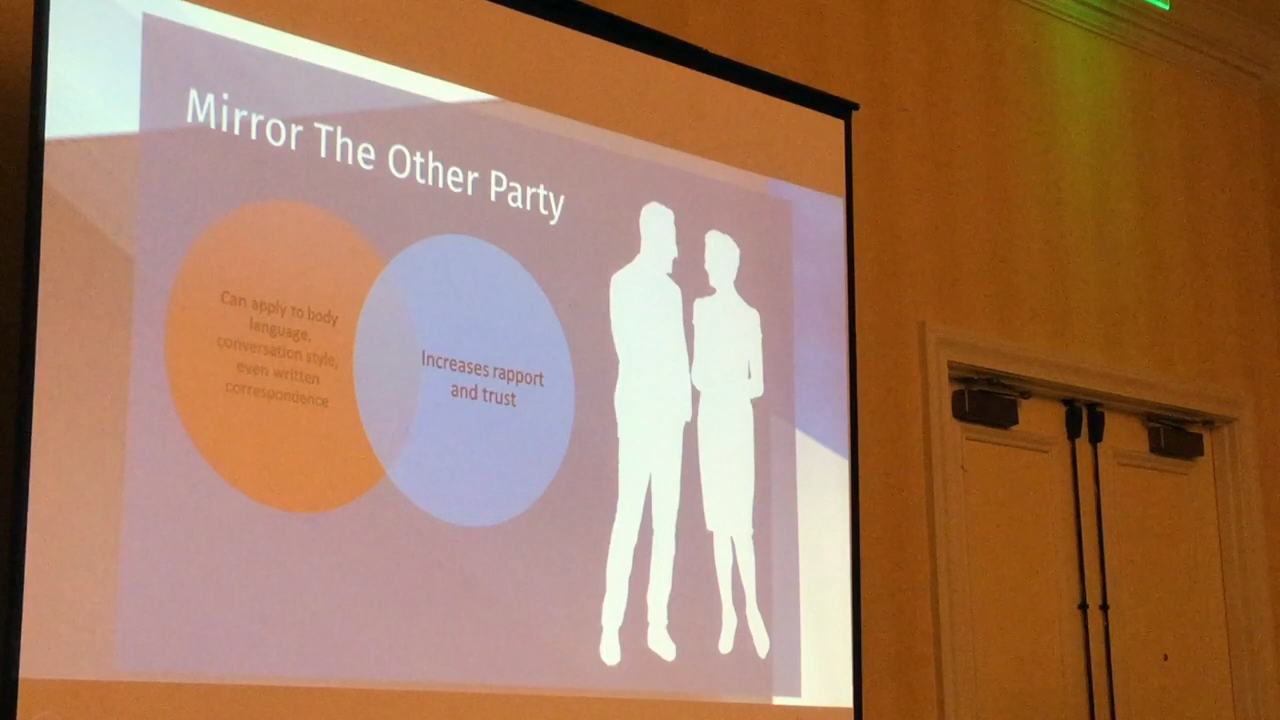 Mirror The Other Party
Can apply to body
language,
conversation style,
even written
correspondence
Increases rapport
and trust